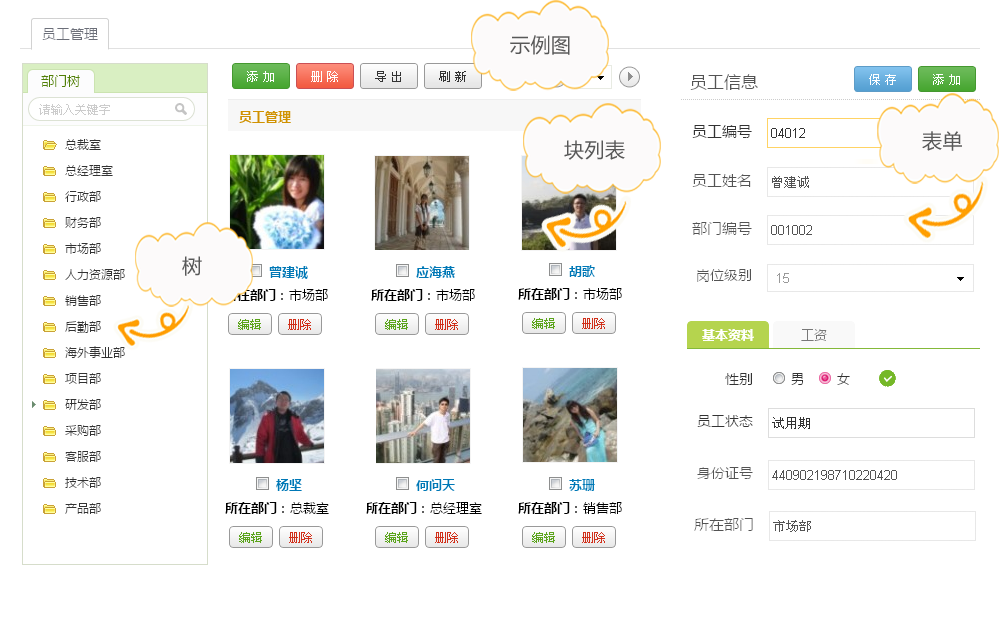 员工管理
示例图
部门树
请输入关键字
总裁室
总经理室
行政部
财务部
市场部
人力资源部
销售部
后勤部
海外事业部
项目部
研发部
采购部
客服部
技术部
产品部
树
添加 删除 导出 刷新
员工管理
块列表
曾建诚 应海燕 胡歌
所在部门：市场部 所在部门：市场部 所在部门：市场部
编辑 删除 编辑 删除 编辑 删除
杨坚 何问天 苏珊
所在部门：总裁室 所在部门：总经理室 所在部门：销售部
编辑 删除 编辑 删除 编辑 删除
员工信息 保存 添加
表单
员工编号 04012
员工姓名 曾建诚
部门编号 001002
岗位级别 15
基本资料 工资
性别 男 女
员工状态 试用期
身份证号 440902198710220420
所在部门 市场部